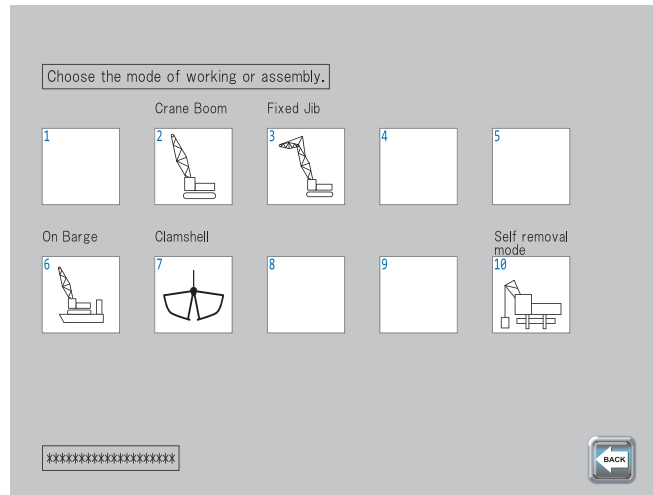 Choose the mode of working or assembly.
Crane Boom Fixed Jib
1 2 3 4 5
On Barge Clamshell Self removal
mode
6 7 8 9 10
********************
BACK